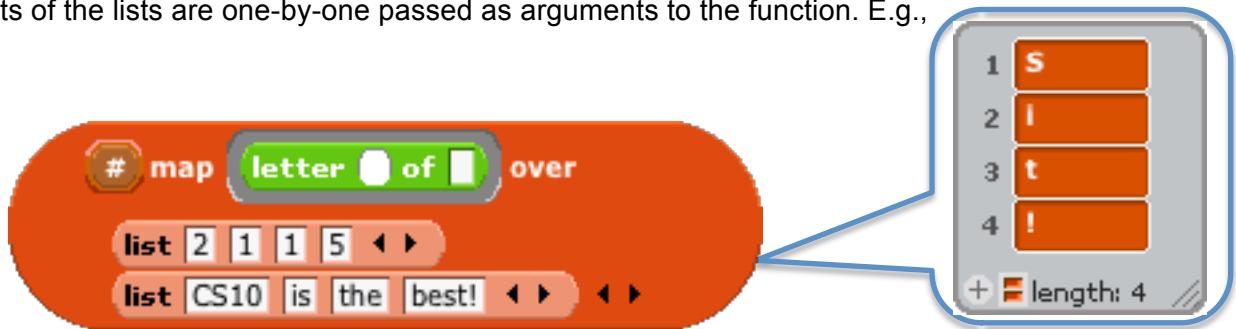 ts of the lists are one-by-one passed as arguments to the function. E.g.,
# map letter of over
list 2 1 1 5
list CS10 is the best!
1 S
2 i
3 t
4 !
+ length: 4